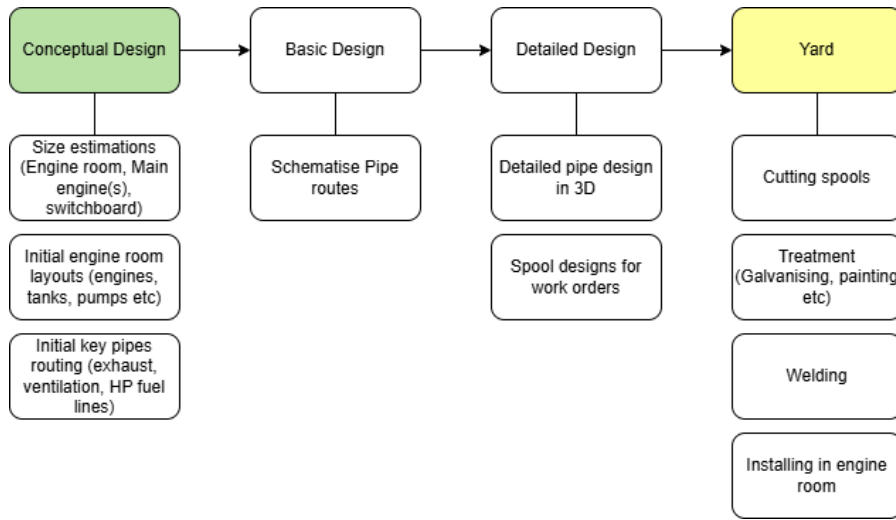 Conceptual Design
Basic Design
Detailed Design
Yard
Size estimations
(Engine room, Main
engine(s),
switchboard)
Schematise Pipe
routes
Detailed pipe design
in 3D
Cutting spools
Initial engine room
layouts (engines,
tanks, pumps etc)
Spool designs for
work orders
Treatment
(Galvanising, painting
etc)
Initial key pipes
routing (exhaust,
ventilation, HP fuel
lines)
Welding
Installing in engine
room